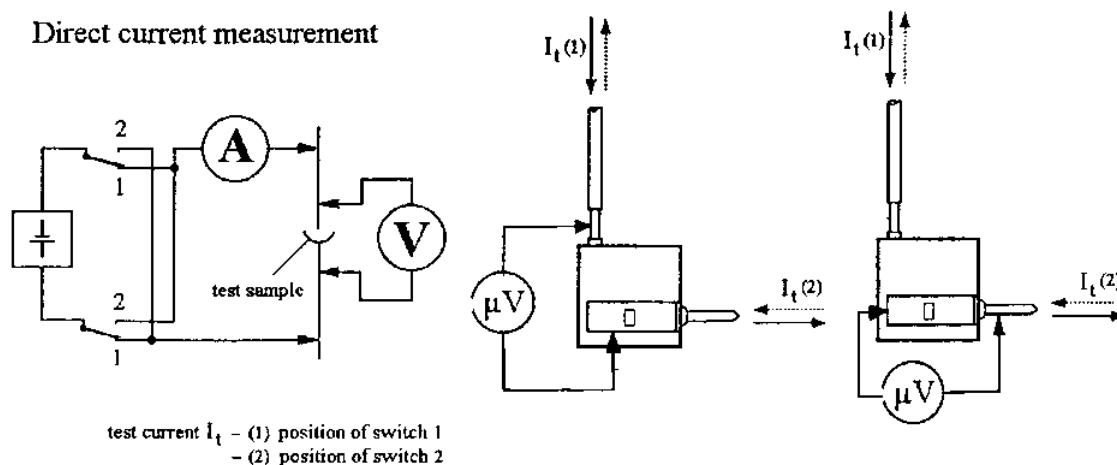 Direct current measurement
2
1
A
V
test sample
2
1
test current I_t – (1) position of switch 1
– (2) position of switch 2
I_t (1)
μV
I_t (2)
I_t (1)
μV
I_t (2)